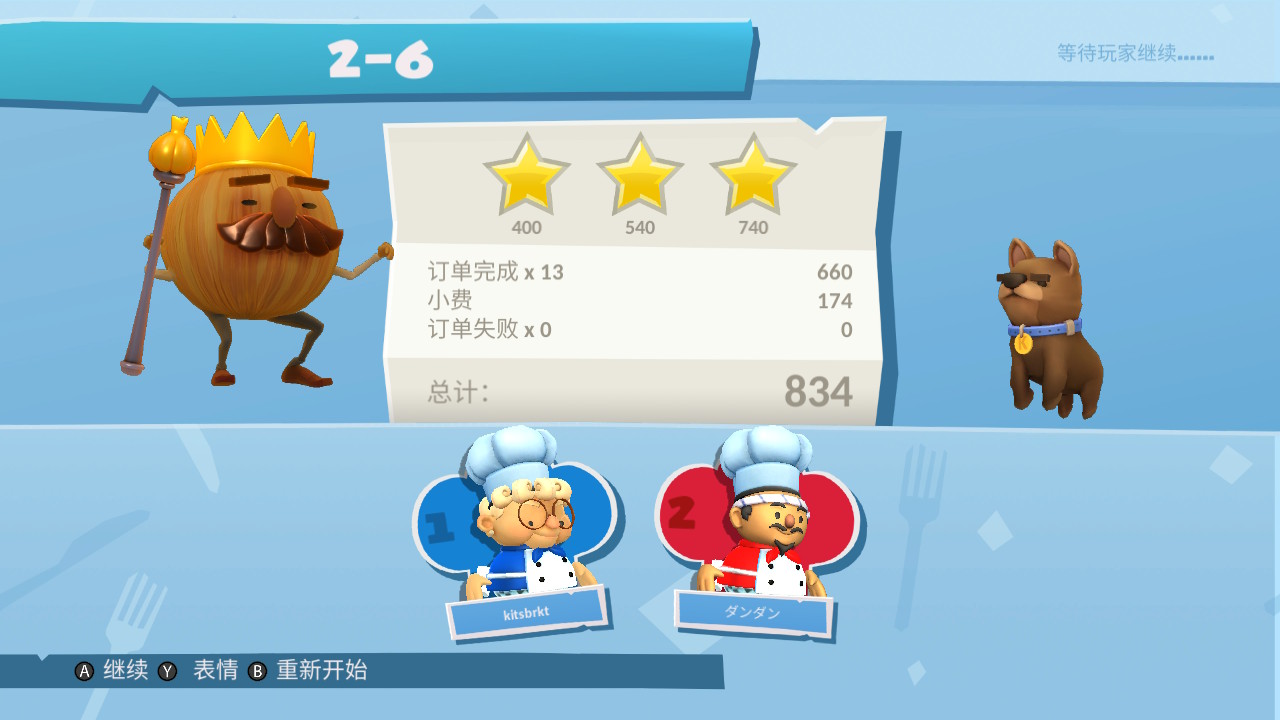 2-6
等待玩家继续......
400 540 740
订单完成 x 13 660
小费 174
订单失败 x 0 0
总计: 834
1 2
kitsbrkt ダンダン
A 继续 Y 表情 B 重新开始